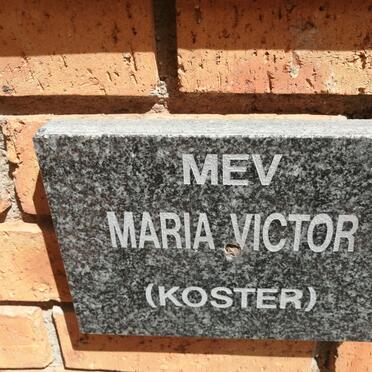 MEV
MARIA VICTOR
(KOSTER)